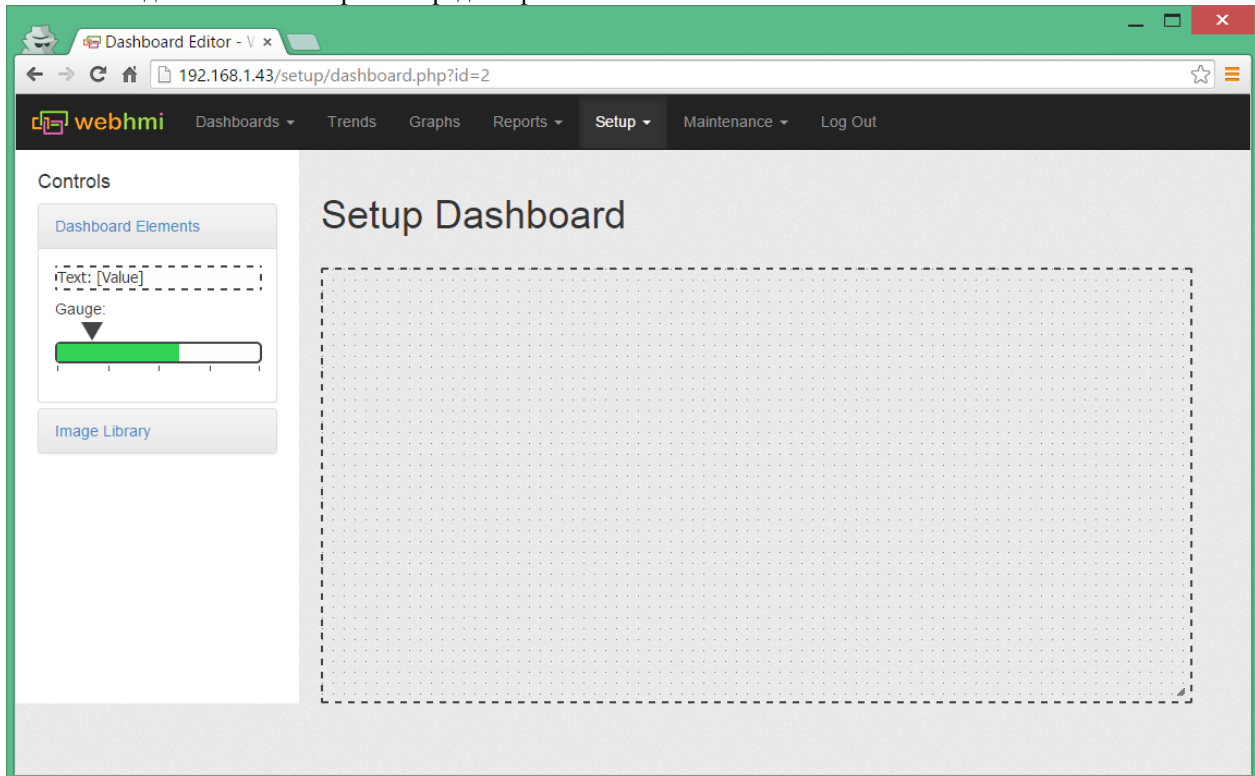 Dashboard Editor - V
192.168.1.43/setup/dashboard.php?id=2
webhmi Dashboards Trends Graphs Reports Setup Maintenance Log Out
Controls
Dashboard Elements
Text: [Value]
Gauge:
Image Library
Setup Dashboard